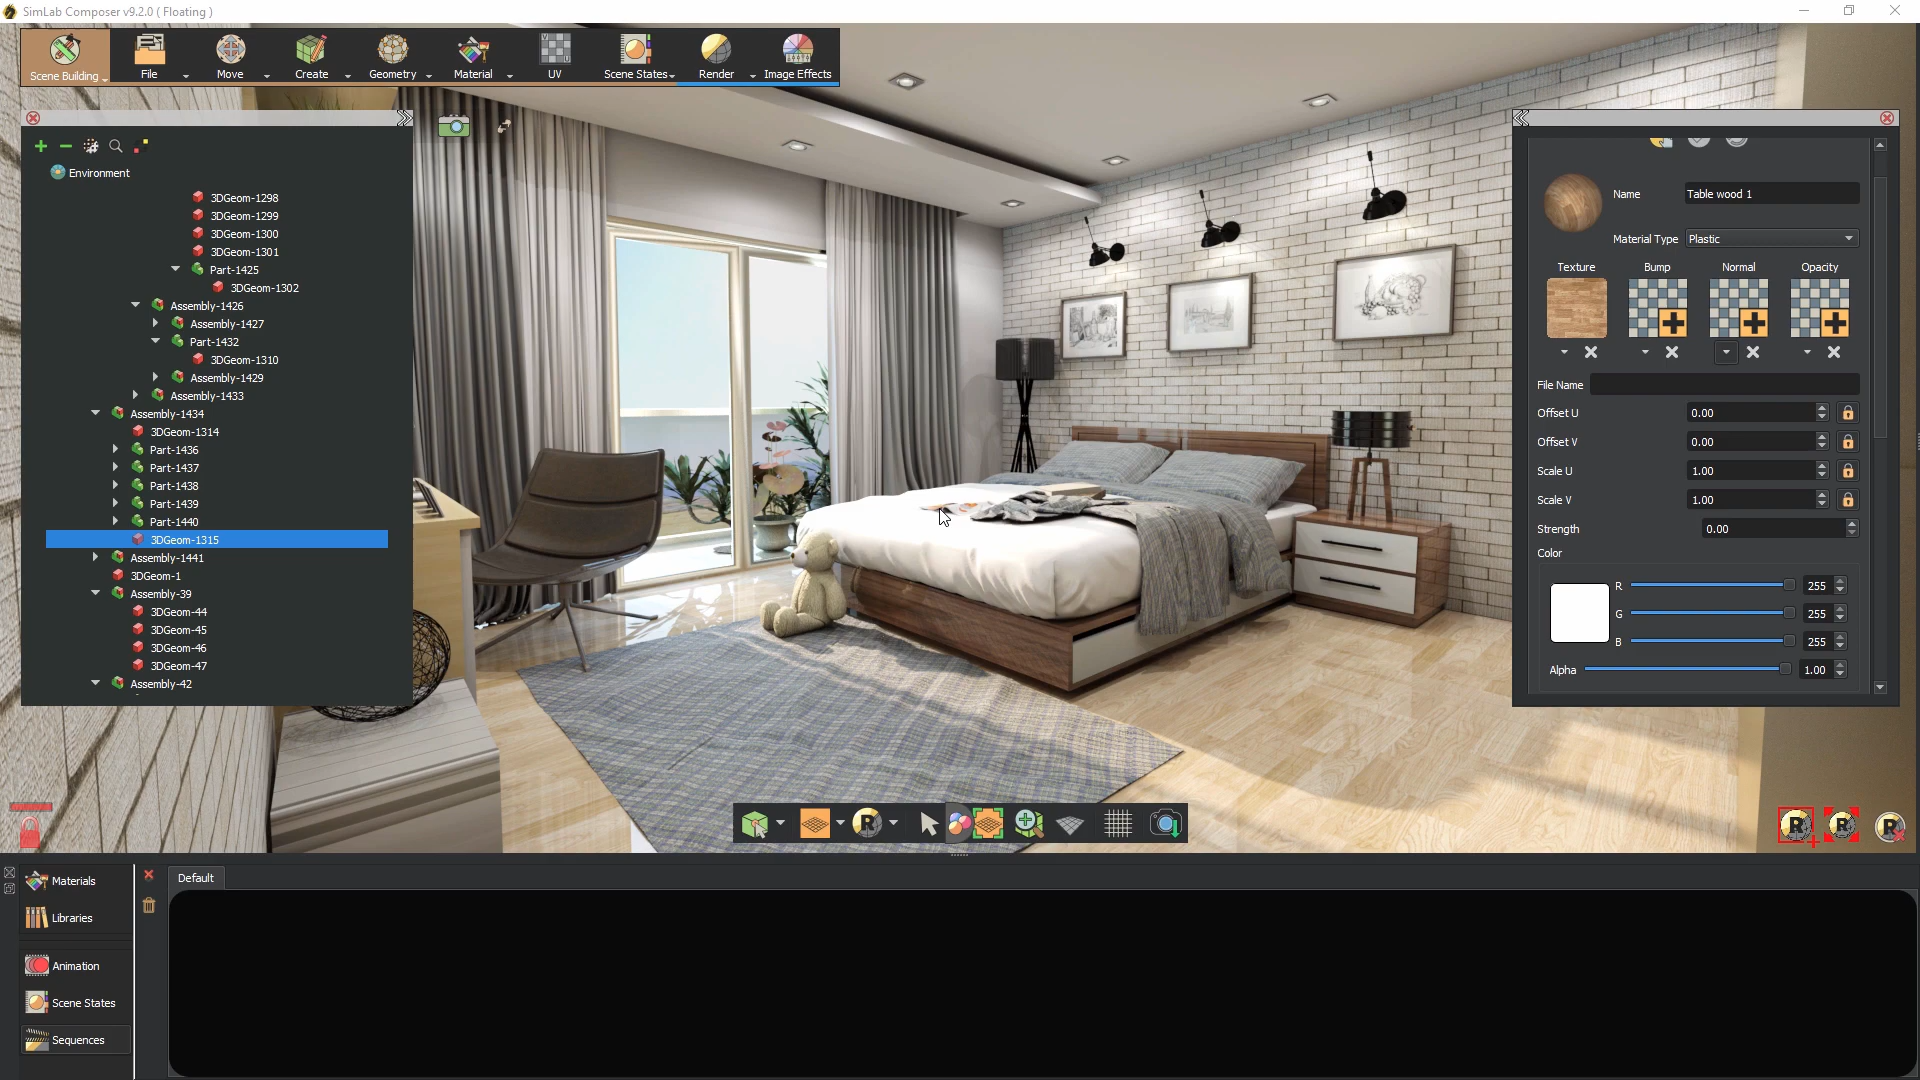 SimLab Composer v9.2.0 ( Floating )
Scene Building
File
Move
Create
Geometry
Material
UV
Scene States
Render
Image Effects
Environment
3DGeom-1298
3DGeom-1299
3DGeom-1300
3DGeom-1301
Part-1425
3DGeom-1302
Assembly-1426
Assembly-1427
Part-1432
3DGeom-1310
Assembly-1429
Assembly-1433
Assembly-1434
3DGeom-1314
Part-1436
Part-1437
Part-1438
Part-1439
Part-1440
3DGeom-1315
Assembly-1441
3DGeom-1
Assembly-39
3DGeom-44
3DGeom-45
3DGeom-46
3DGeom-47
Assembly-42
Name Table wood 1
Material Type Plastic
Texture Bump Normal Opacity
File Name
Offset U 0.00
Offset V 0.00
Scale U 1.00
Scale V 1.00
Strength 0.00
Color
R 255
G 255
B 255
Alpha 1.00
R
R R R
Materials
Libraries
Animation
Scene States
Sequences
Default